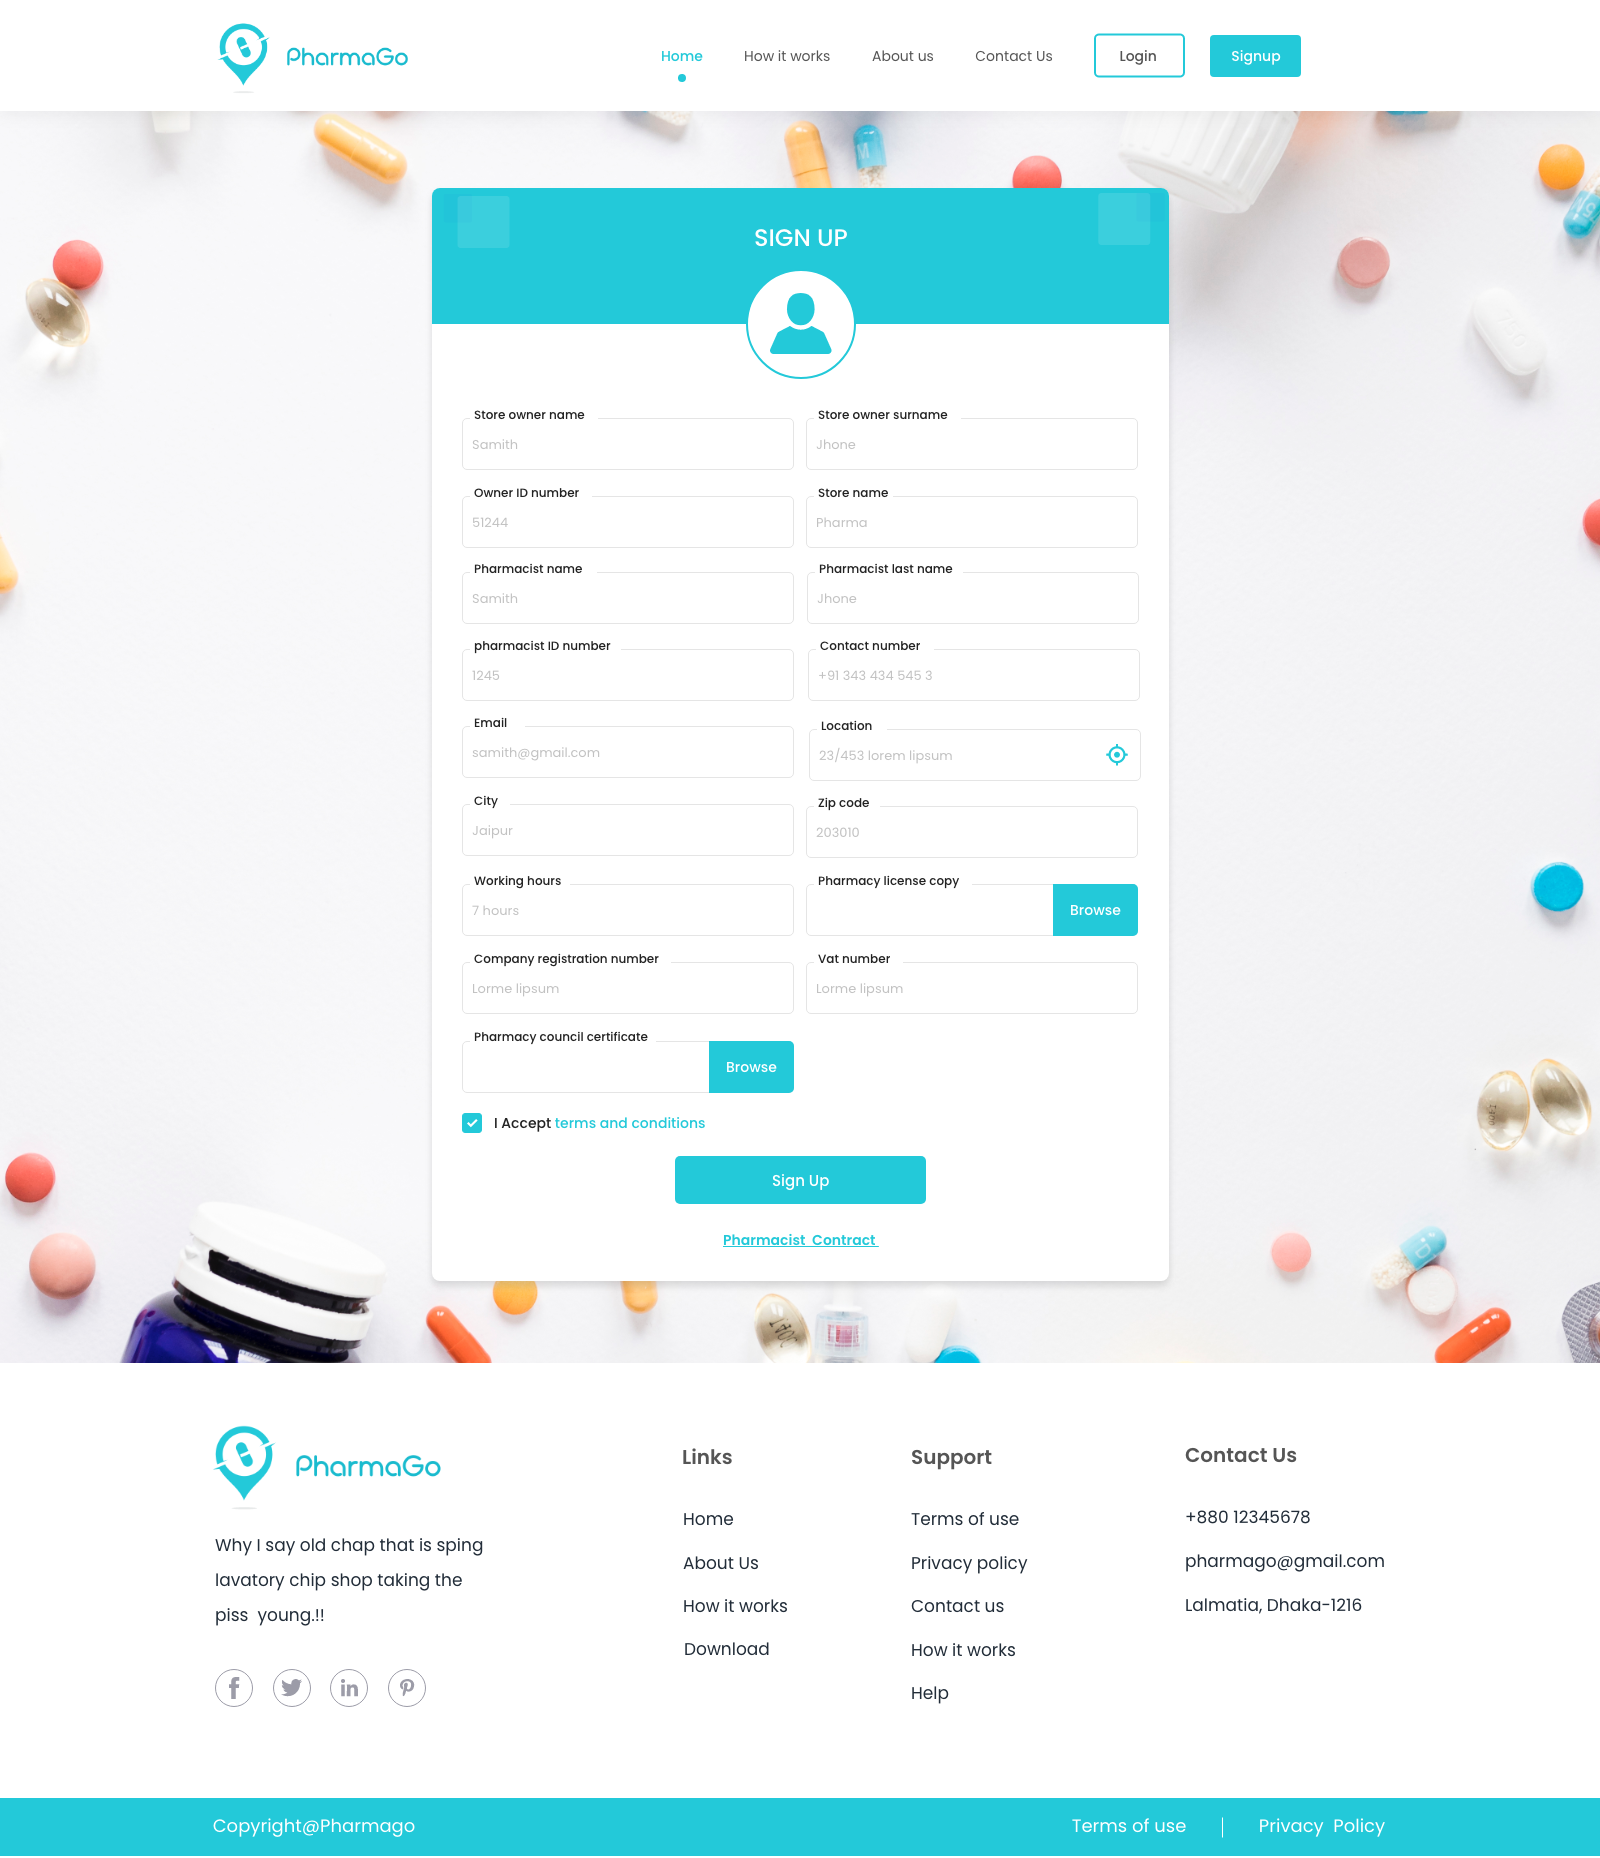 PharmaGo
Home
How it works
About us
Contact Us
Login
Signup
SIGN UP
Store owner name
Samith
Store owner surname
Jhone
Owner ID number
51244
Store name
Pharma
Pharmacist name
Samith
Pharmacist last name
Jhone
pharmacist ID number
1245
Contact number
+91 343 434 545 3
Email
samith@gmail.com
Location
23/453 lorem lipsum
City
Jaipur
Zip code
203010
Working hours
7 hours
Pharmacy license copy
Browse
Company registration number
Lorme lipsum
Vat number
Lorme lipsum
Pharmacy council certificate
Browse
I Accept terms and conditions
Sign Up
Pharmacist Contract
PharmaGo
Why I say old chap that is sping
lavatory chip shop taking the
piss young.!!
Links
Home
About Us
How it works
Download
Support
Terms of use
Privacy policy
Contact us
How it works
Help
Contact Us
+880 12345678
pharmago@gmail.com
Lalmatia, Dhaka-1216
Copyright@Pharmago
Terms of use
Privacy Policy